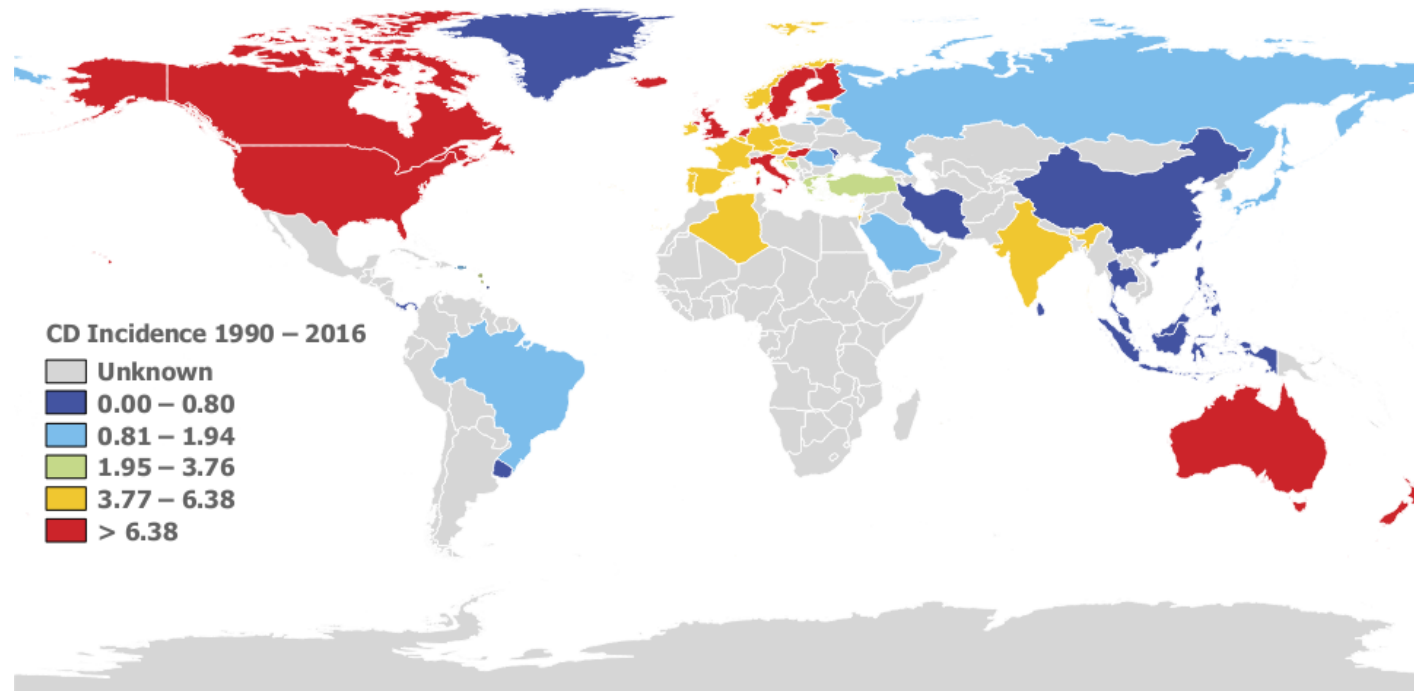 CD Incidence 1990 – 2016
Unknown
0.00 – 0.80
0.81 – 1.94
1.95 – 3.76
3.77 – 6.38
> 6.38